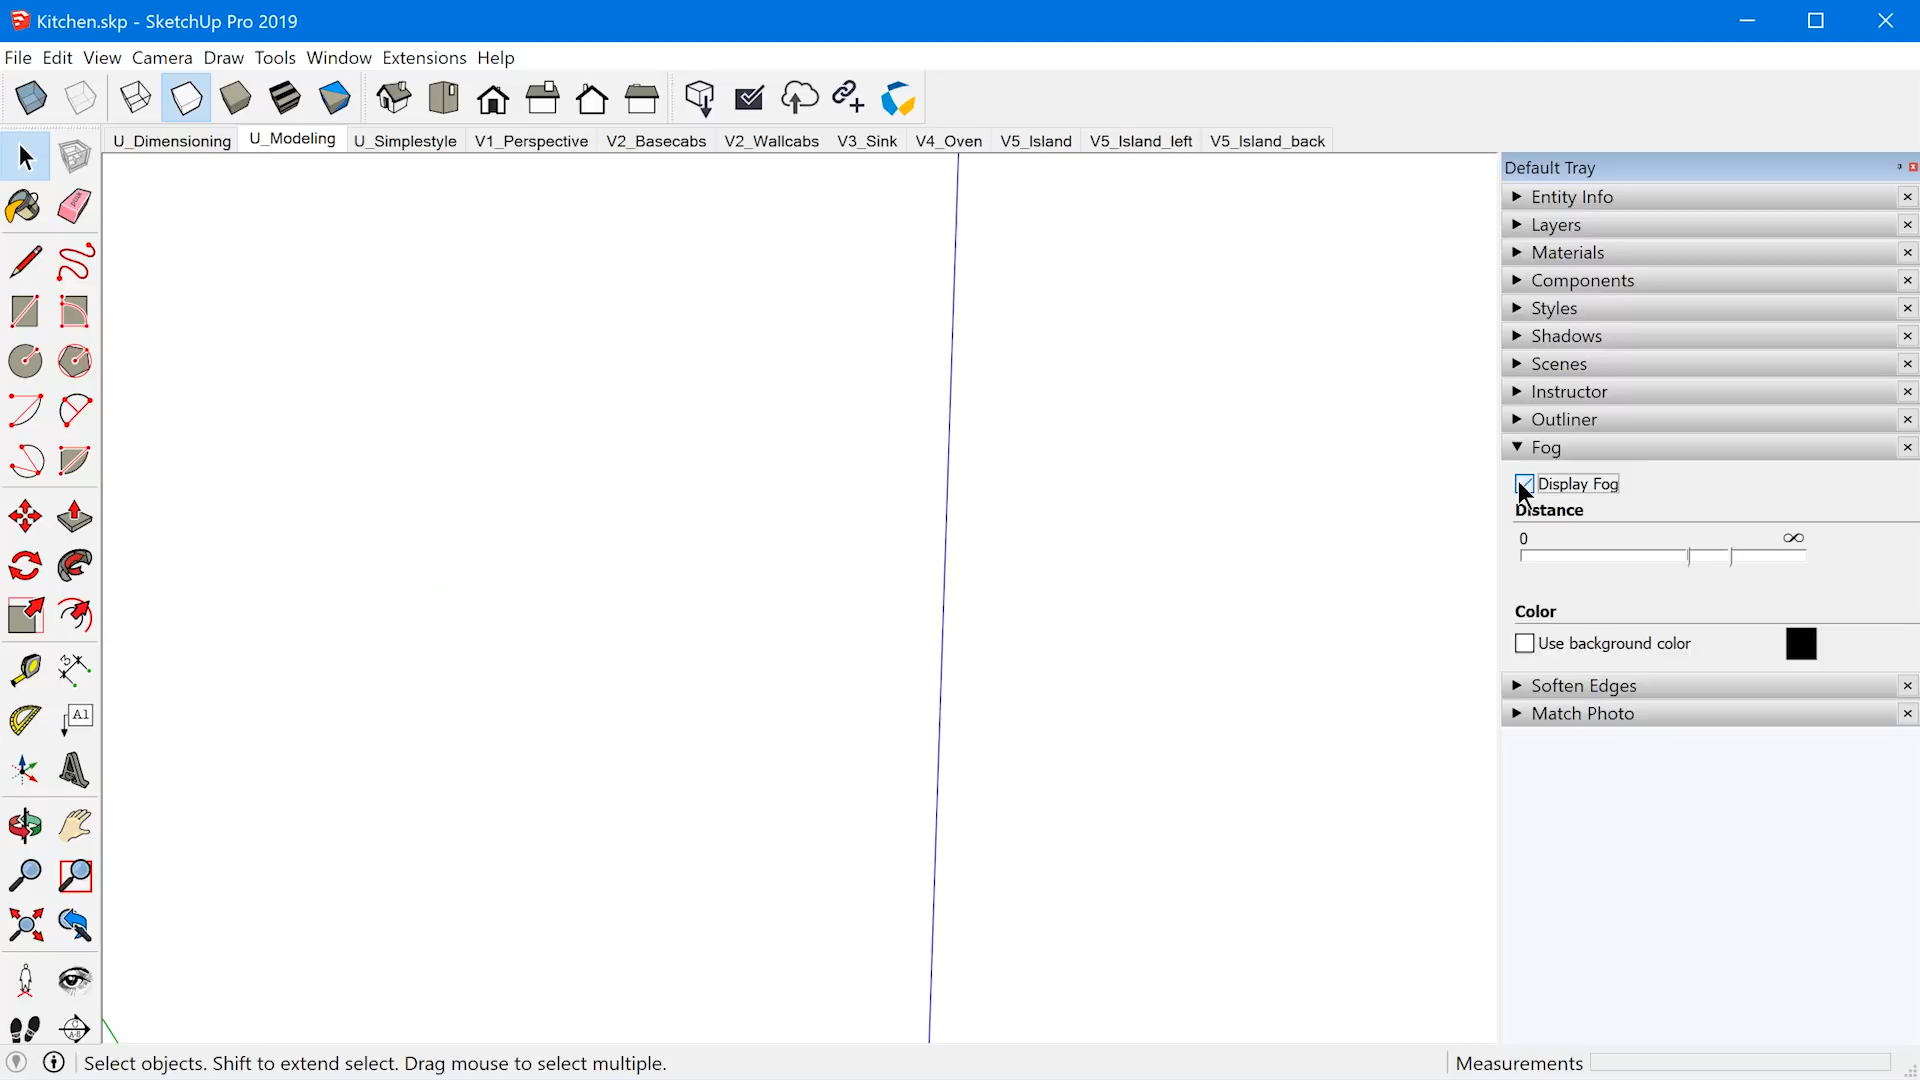 Kitchen.skp - SketchUp Pro 2019
File Edit View Camera Draw Tools Window Extensions Help
U_Dimensioning U_Modeling U_Simplestyle V1_Perspective V2_Basecabs V2_Wallcabs V3_Sink V4_Oven V5_Island V5_Island_left V5_Island_back
Default Tray
Entity Info
Layers
Materials
Components
Styles
Shadows
Scenes
Instructor
Outliner
Fog
Display Fog
Distance
0 ∞
Color
Use background color
Soften Edges
Match Photo
A1
Select objects. Shift to extend select. Drag mouse to select multiple.
Measurements